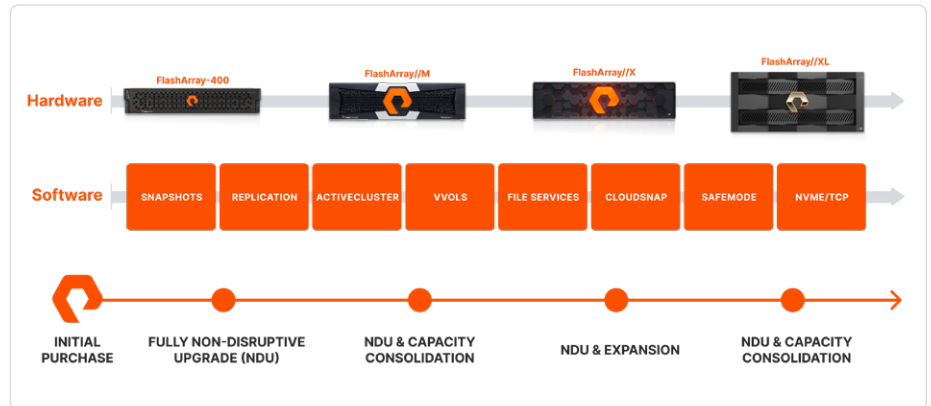 FlashArray-400
FlashArray//M
FlashArray//X
FlashArray//XL
Hardware
Software
SNAPSHOTS
REPLICATION
ACTIVECLUSTER
VVOLS
FILE SERVICES
CLOUDSNAP
SAFEMODE
NVME/TCP
INITIAL
PURCHASE
FULLY NON-DISRUPTIVE
UPGRADE (NDU)
NDU & CAPACITY
CONSOLIDATION
NDU & EXPANSION
NDU & CAPACITY
CONSOLIDATION